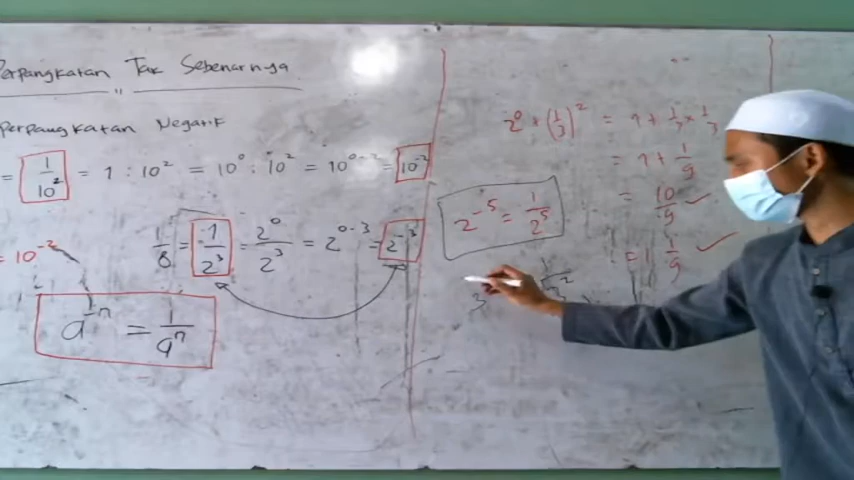 Perpangkatan Tak Sebenarnya
Perpangkatan Negatif
= 1/10² = 1 : 10² = 10⁰ : 10² = 10⁰⁻² = 10⁻²
1/8 = 1/2³ = 2⁰/2³ = 2⁰⁻³ = 2⁻³
= 10⁻²
a⁻ⁿ = 1/aⁿ
2⁰ + (1/3)² = 1 + 1/3 × 1/3
= 1 + 1/9
= 10/9 ✓
= 1 1/9 ✓
2⁻⁵ = 1/2⁵
3